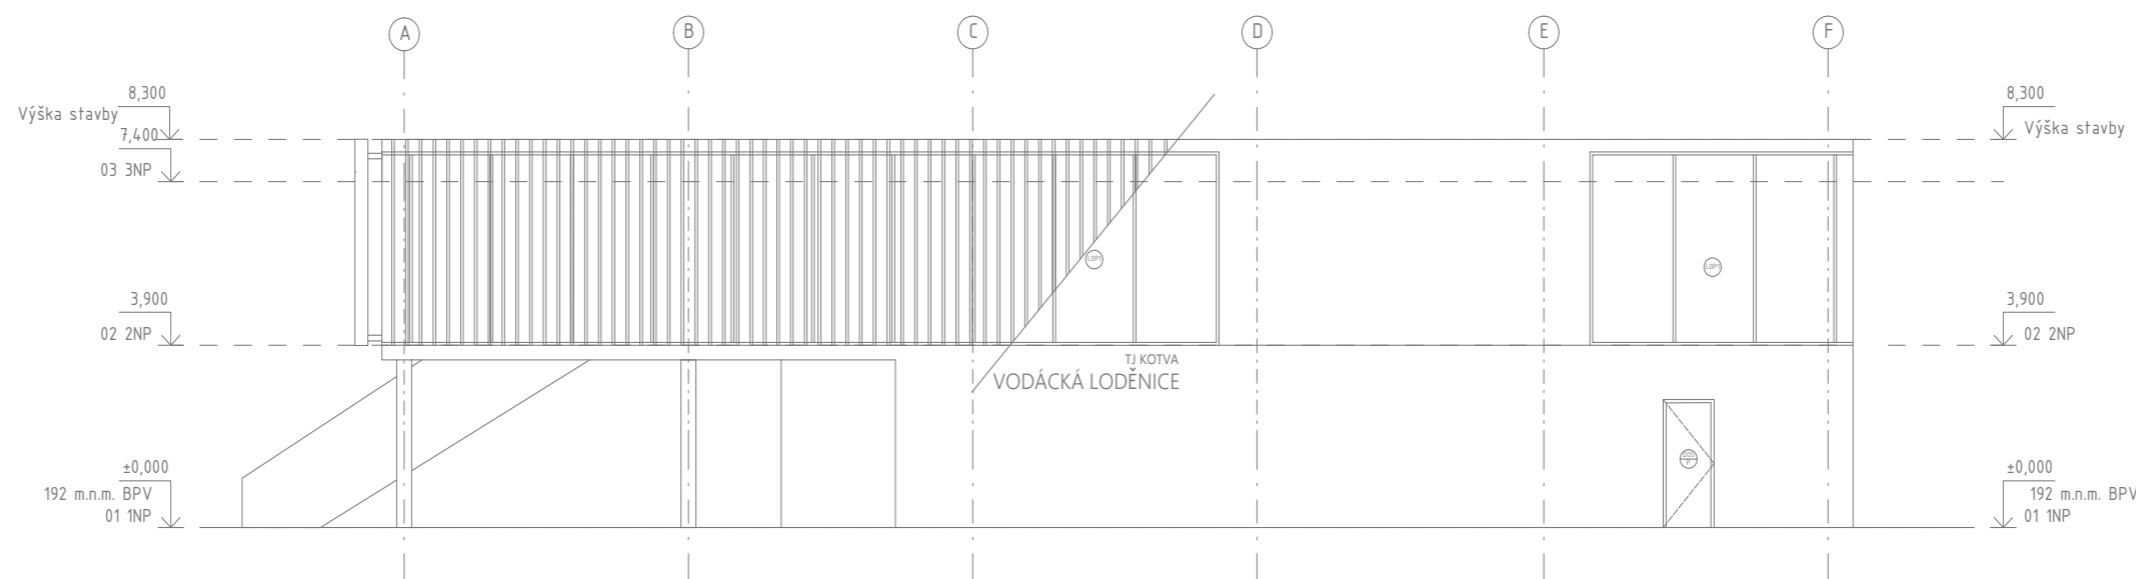 A B C D E F
8,300
Výška stavby
7,400
03 3NP
3,900
02 2NP
±0,000
192 m.n.m. BPV
01 1NP
8,300
Výška stavby
3,900
02 2NP
±0,000
192 m.n.m. BPV
01 1NP
TJ KOTVA
VODÁCKÁ LODĚNICE